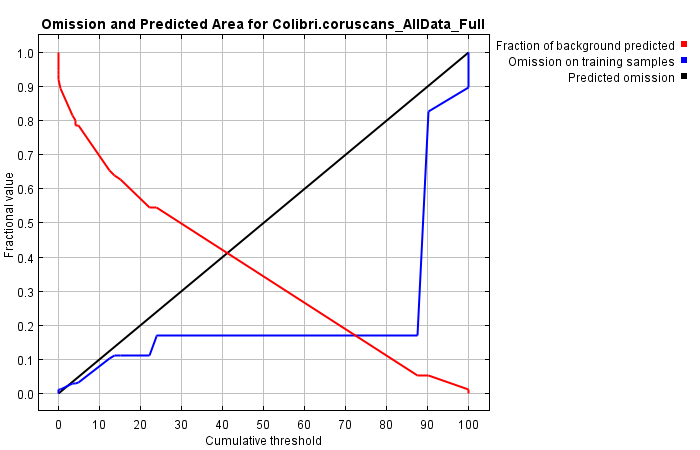 Omission and Predicted Area for Colibri.coruscans_AllData_Full
Fraction of background predicted
Omission on training samples
Predicted omission
Fractional value
1.0
0.9
0.8
0.7
0.6
0.5
0.4
0.3
0.2
0.1
0.0
0 10 20 30 40 50 60 70 80 90 100
Cumulative threshold